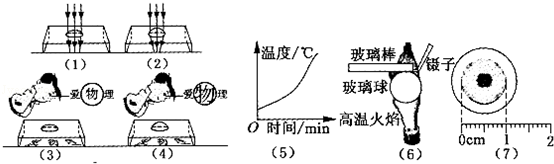 (1)
(2)
爱物理
(3)
爱物理
(4)
温度/℃
O
时间/min
(5)
玻璃棒
镊子
玻璃球
高温火焰
(6)
0cm 1 2
(7)